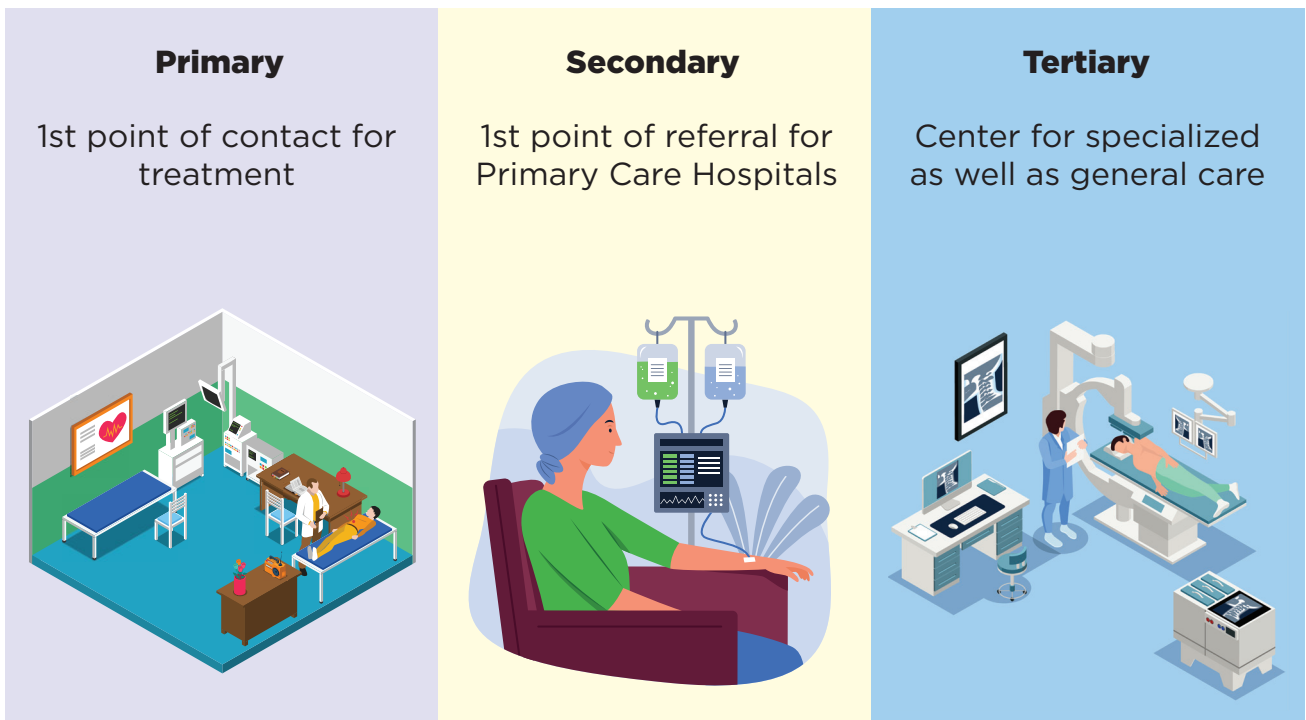 Primary
1st point of contact for
treatment
Secondary
1st point of referral for
Primary Care Hospitals
Tertiary
Center for specialized
as well as general care